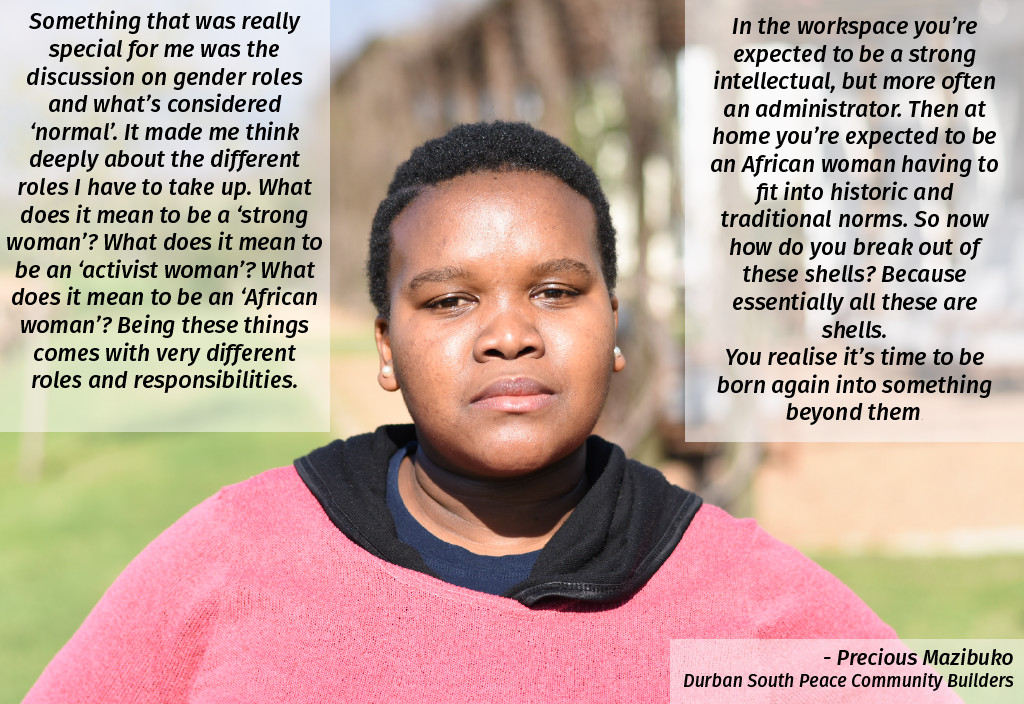 Something that was really
special for me was the
discussion on gender roles
and what’s considered
‘normal’. It made me think
deeply about the different
roles I have to take up. What
does it mean to be a ‘strong
woman’? What does it mean to
be an ‘activist woman’? What
does it mean to be an ‘African
woman’? Being these things
comes with very different
roles and responsibilities.
In the workspace you’re
expected to be a strong
intellectual, but more often
an administrator. Then at
home you’re expected to be
an African woman having to
fit into historic and
traditional norms. So now
how do you break out of
these shells? Because
essentially all these are
shells.
You realise it’s time to be
born again into something
beyond them
- Precious Mazibuko
Durban South Peace Community Builders